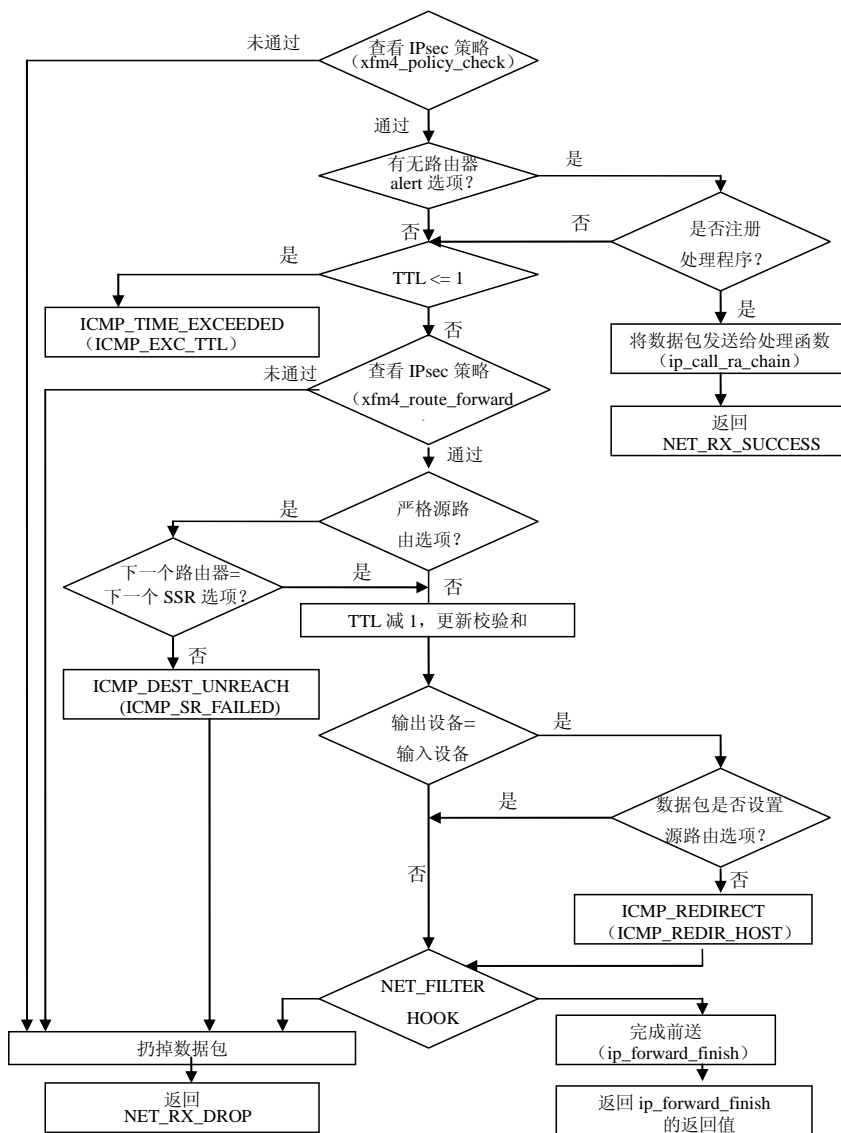 未通过
查看 IPsec 策略
（xfm4_policy_check）
通过
有无路由器
alert 选项？
是
否
否
是否注册
处理程序？
是
TTL <= 1
ICMP_TIME_EXCEEDED
（ICMP_EXC_TTL）
否
是
将数据包发送给处理函数
（ip_call_ra_chain）
未通过
查看 IPsec 策略
（xfm4_route_forward
返回
NET_RX_SUCCESS
通过
是
严格源路
由选项？
下一个路由器=
下一个 SSR 选项？
是
否
TTL 减 1，更新校验和
否
ICMP_DEST_UNREACH
(ICMP_SR_FAILED)
输出设备=
输入设备
是
是
数据包是否设置
源路由选项？
否
否
ICMP_REDIRECT
（ICMP_REDIR_HOST）
NET_FILTER
HOOK
扔掉数据包
完成前送
（ip_forward_finish）
返回
NET_RX_DROP
返回 ip_forward_finish
的返回值